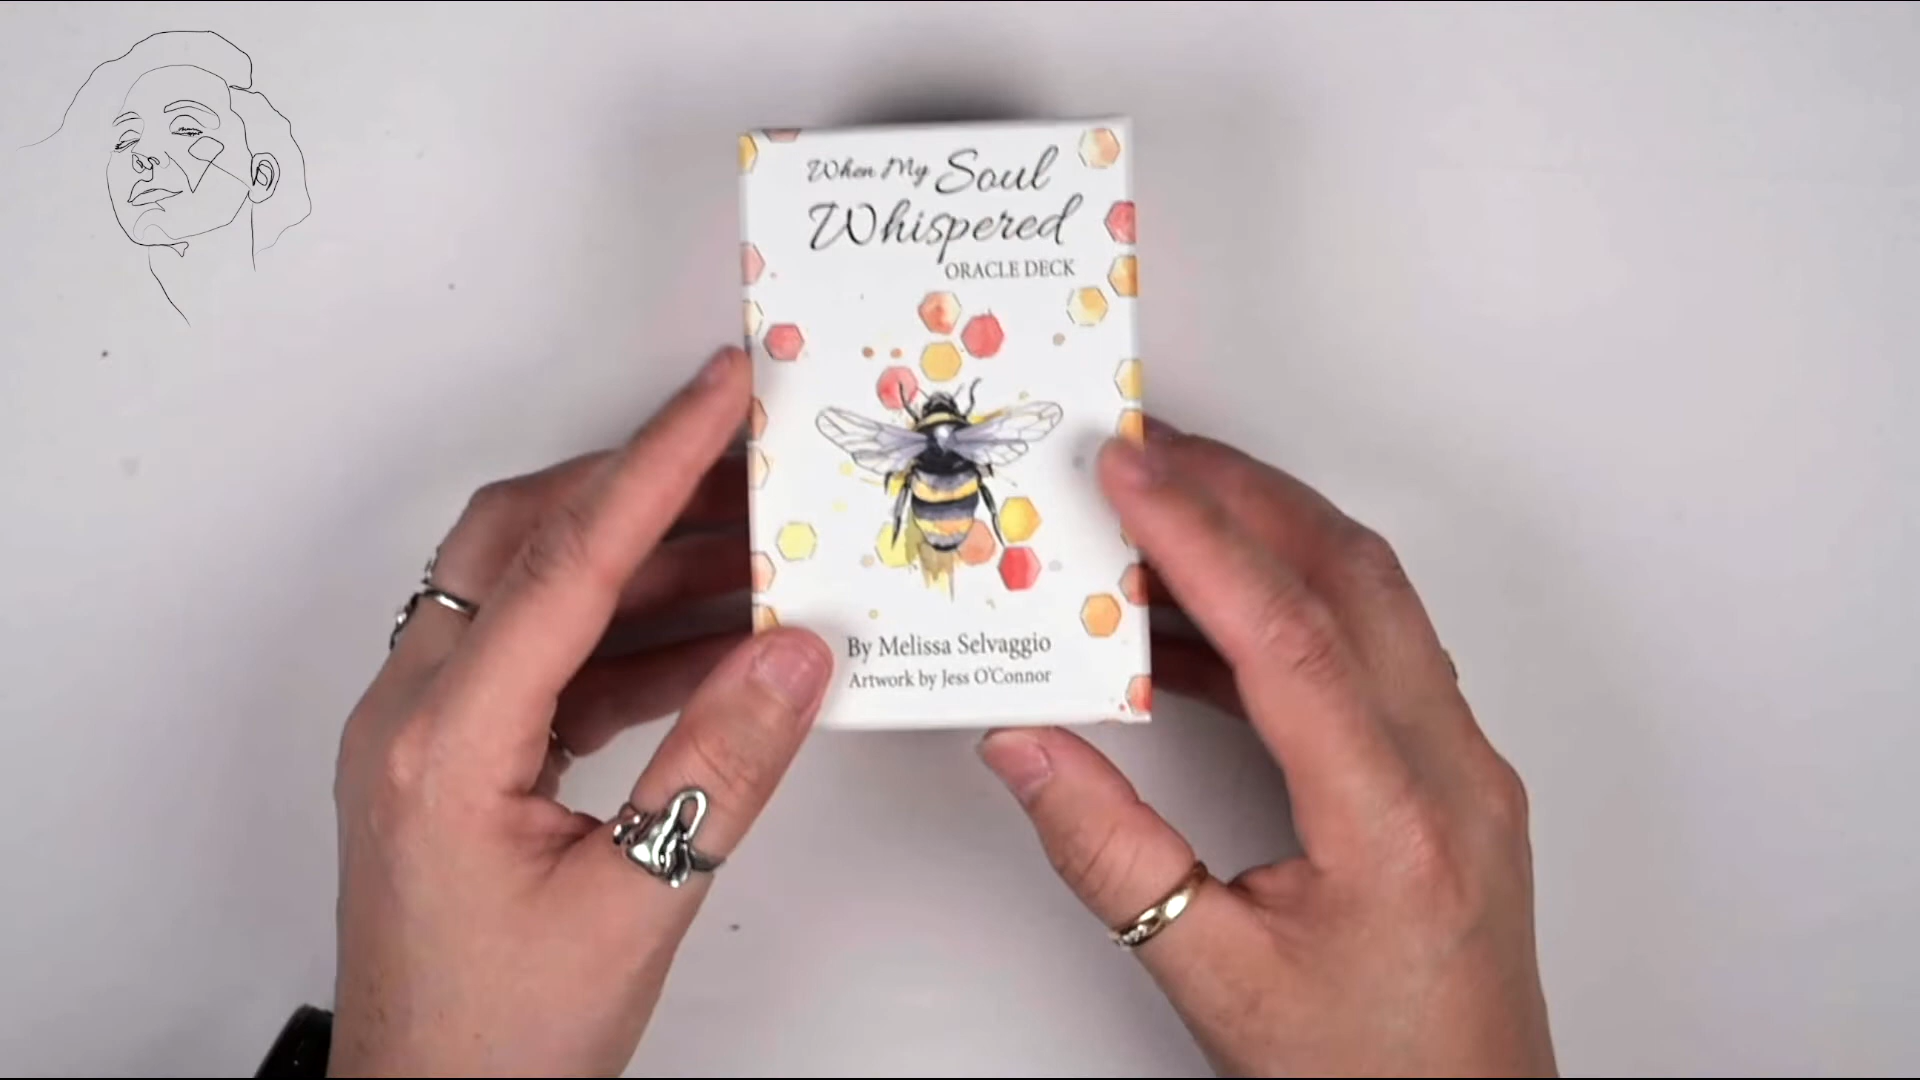 When My Soul
Whispered
ORACLE DECK
By Melissa Selvaggio
Artwork by Jess O'Connor